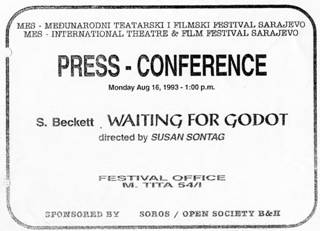 MES - MEĐUNARODNI TEATARSKI I FILMSKI FESTIVAL SARAJEVO
MES - INTERNATIONAL THEATRE & FILM FESTIVAL SARAJEVO
PRESS - CONFERENCE
Monday Aug 16, 1993 - 1:00 p.m.
S. Beckett , WAITING FOR GODOT
directed by SUSAN SONTAG
FESTIVAL OFFICE
M. TITA 54/I
SPONSORED BY SOROS / OPEN SOCIETY B&H